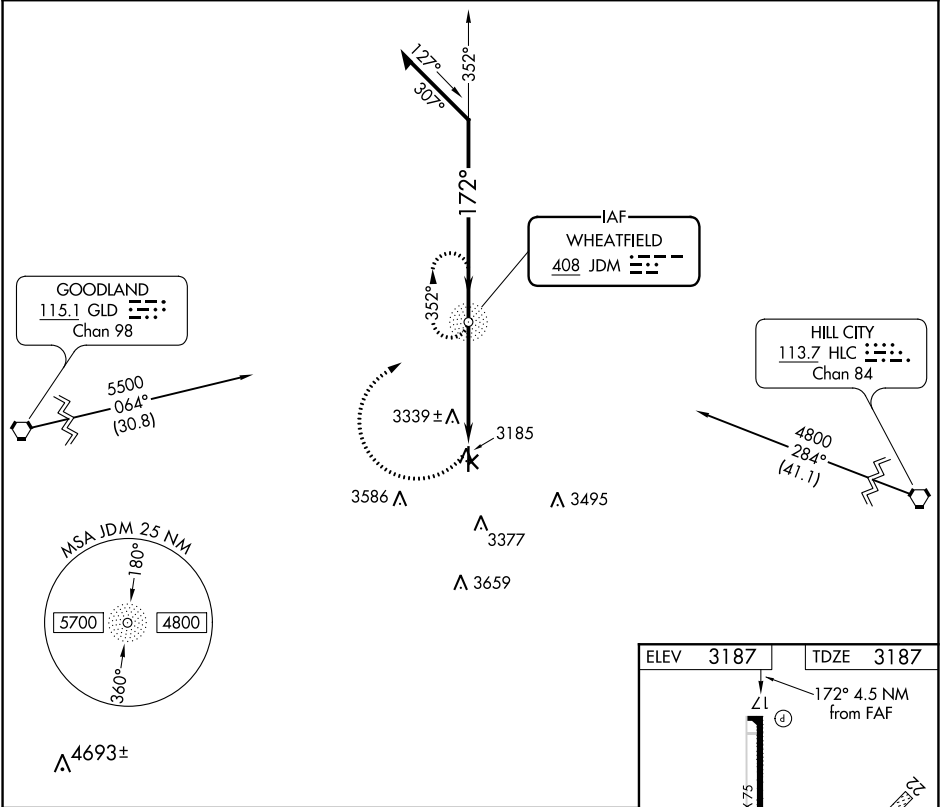 127°
307°
352°
172°
IAF
WHEATFIELD
408 JDM
352°
GOODLAND
115.1 GLD
Chan 98
5500
064°
(30.8)
HILL CITY
113.7 HLC
Chan 84
4800
284°
(41.1)
3339±
3185
3586
3495
3377
3659
MSA JDM 25 NM
180°
5700
4800
360°
4693±
ELEV 3187
TDZE 3187
172° 4.5 NM
from FAF
17
P
X 75
22